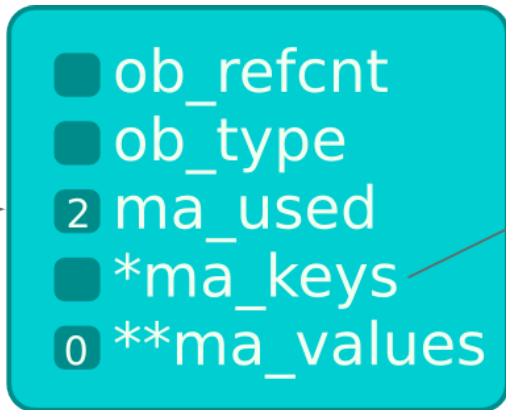 ob_refcnt
ob_type
2 ma_used
*ma_keys
0 **ma_values